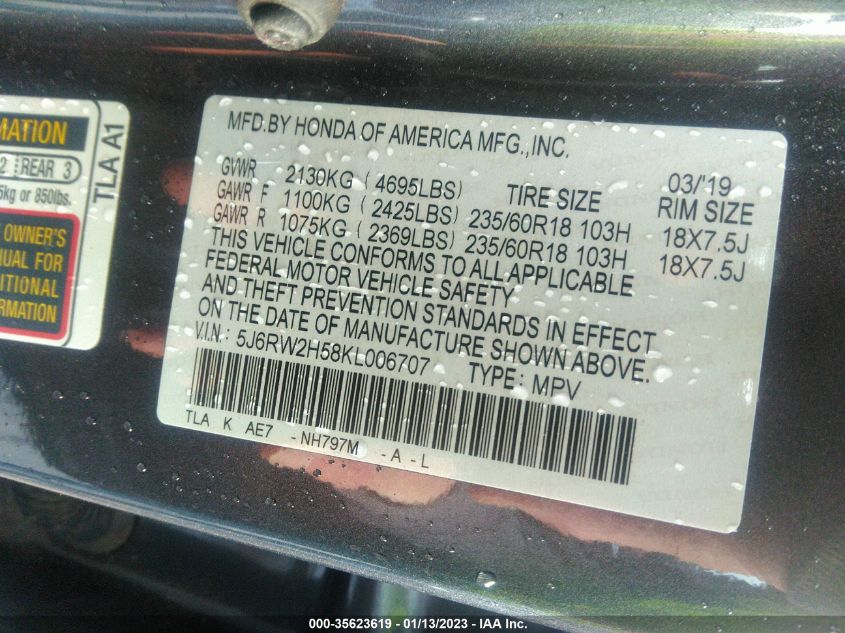 MATION
2 REAR 3
5kg or 850lbs.
OWNER'S
NUAL FOR
DITIONAL
ORMATION
TLA A1
MFD.BY HONDA OF AMERICA MFG.,INC.
03/'19
GVWR 2130KG ( 4695LBS) TIRE SIZE RIM SIZE
GAWR F 1100KG ( 2425LBS) 235/60R18 103H 18X7.5J
GAWR R 1075KG ( 2369LBS) 235/60R18 103H 18X7.5J
THIS VEHICLE CONFORMS TO ALL APPLICABLE
FEDERAL MOTOR VEHICLE SAFETY
AND THEFT PREVENTION STANDARDS IN EFFECT
ON THE DATE OF MANUFACTURE SHOWN ABOVE.
V.I.N: 5J6RW2H58KL006707 TYPE: MPV
TLA K AE7 -NH797M -A-L
000-35623619 - 01/13/2023 - IAA Inc.